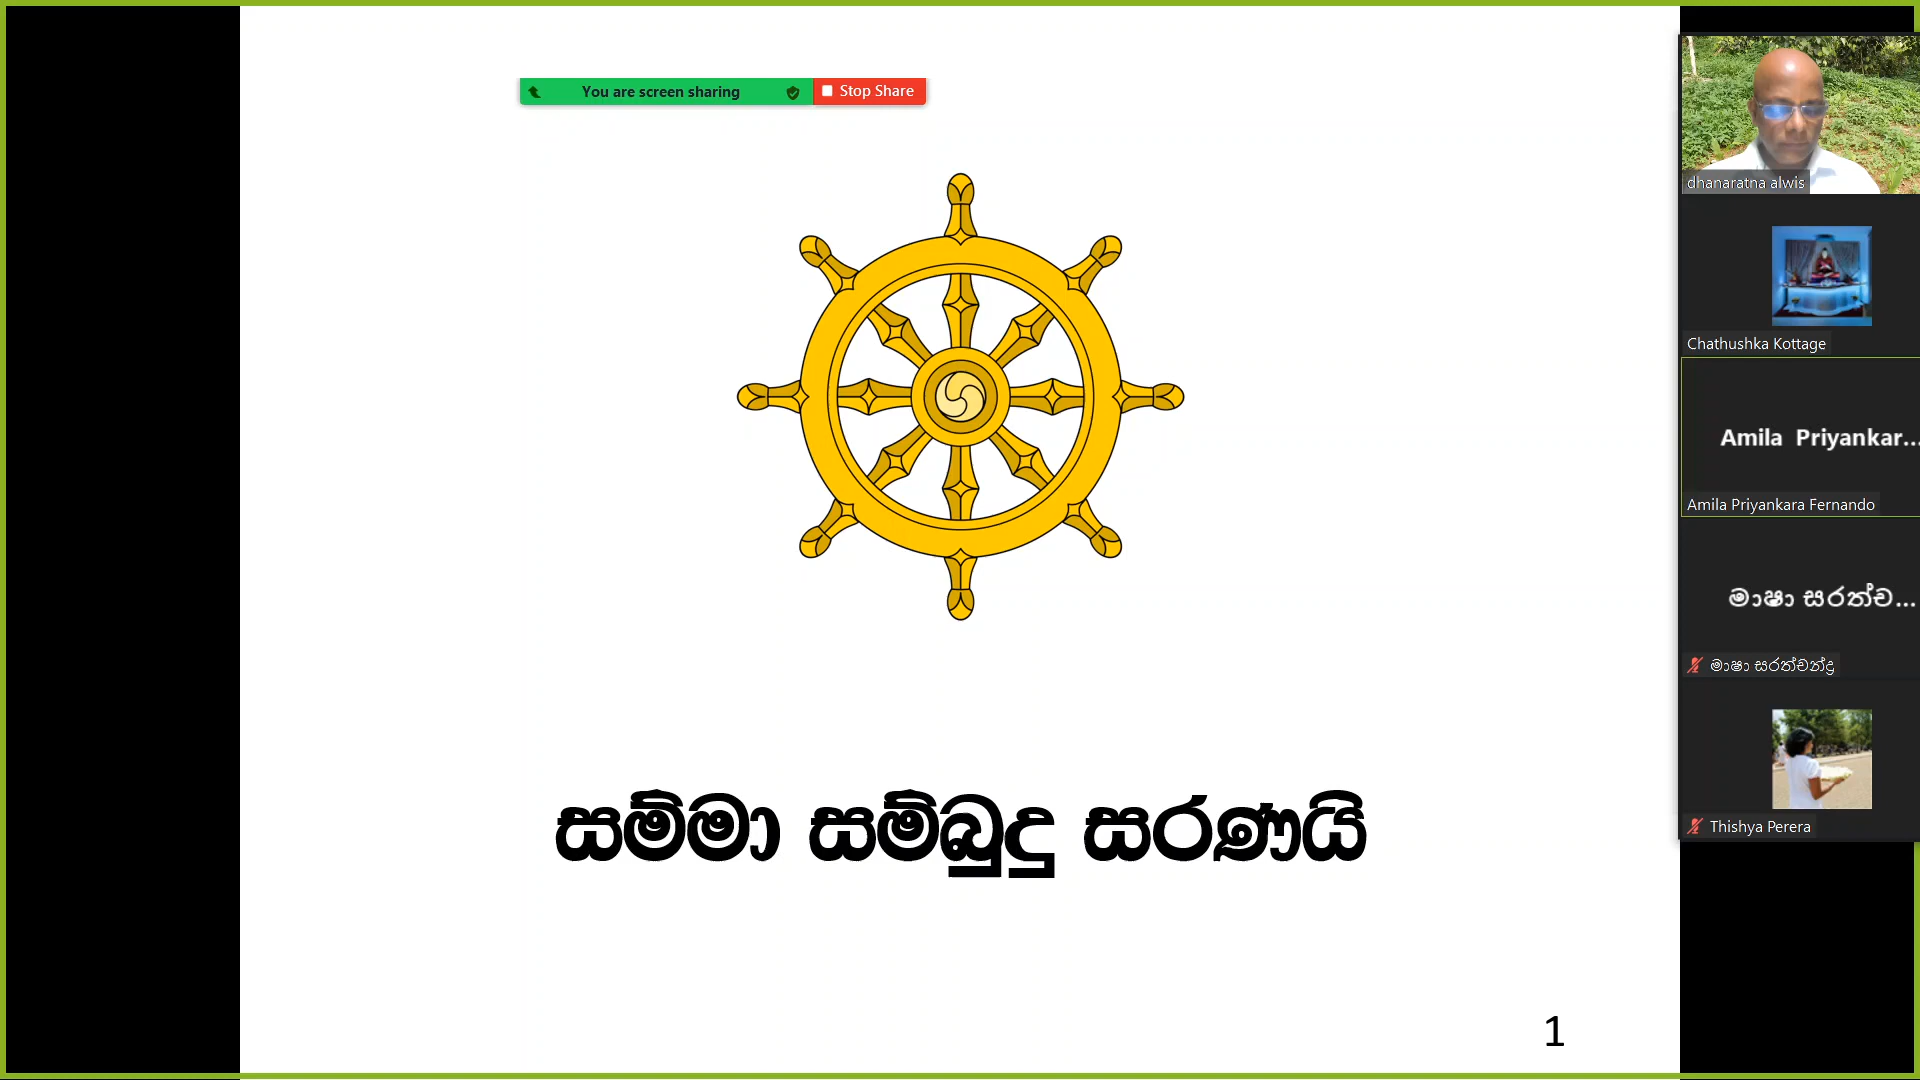 You are screen sharing
Stop Share
dhanaratna alwis
Chathushka Kottage
Amila Priyankar...
Amila Priyankara Fernando
මාෂා සරත්ච...
මාෂා සරත්චන්ද්‍ර
Thishya Perera
සම්මා සම්බුදු සරණයි
1